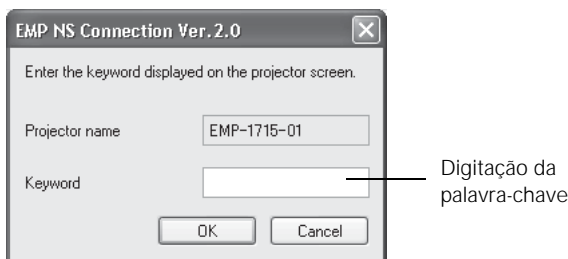 EMP NS Connection Ver.2.0
Enter the keyword displayed on the projector screen.
Projector name
EMP-1715-01
Keyword
Digitação da
palavra-chave
OK
Cancel